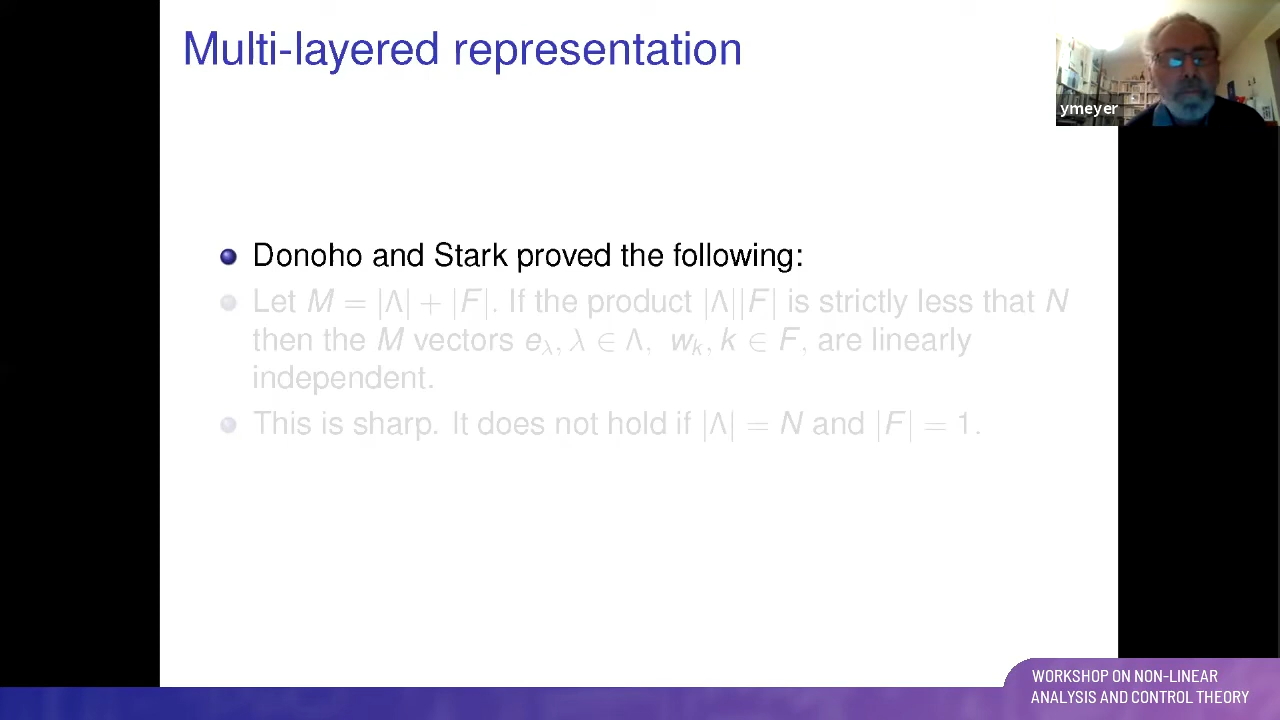 Multi-layered representation
ymeyer
Donoho and Stark proved the following:
Let M = |Λ| + |F|. If the product |Λ||F| is strictly less that N
then the M vectors e_λ, λ ∈ Λ, w_k, k ∈ F, are linearly
independent.
This is sharp. It does not hold if |Λ| = N and |F| = 1.
WORKSHOP ON NON-LINEAR
ANALYSIS AND CONTROL THEORY